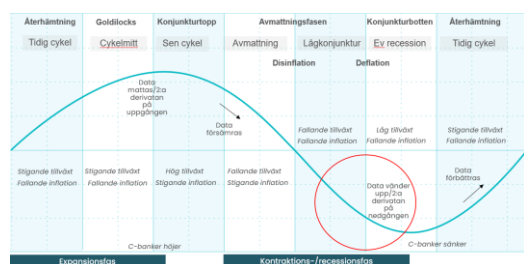 Återhämtning Goldilocks Konjunkturtopp Avmattningsfasen Konjunkturbotten Återhämtning
Tidig cykel Cykelmitt Sen cykel Avmattning Lågkonjunktur Ev recession Tidig cykel
Disinflation Deflation
Data
mattas/2:a
derivatan
på
uppgången
Data
försämras
Fallande tillväxt
Fallande inflation
Låg tillväxt
Fallande inflation
Stigande tillväxt
Fallande inflation
Stigande tillväxt
Fallande inflation
Stigande tillväxt
Fallande inflation
Hög tillväxt
Stigande inflation
Fallande tillväxt
Stigande inflation
Data vänder
upp/2:a
derivatan
på
nedgången
Data
förbättras
C-banker höjer
C-banker sänker
Expansionsfas
Kontraktions-/recessionsfas